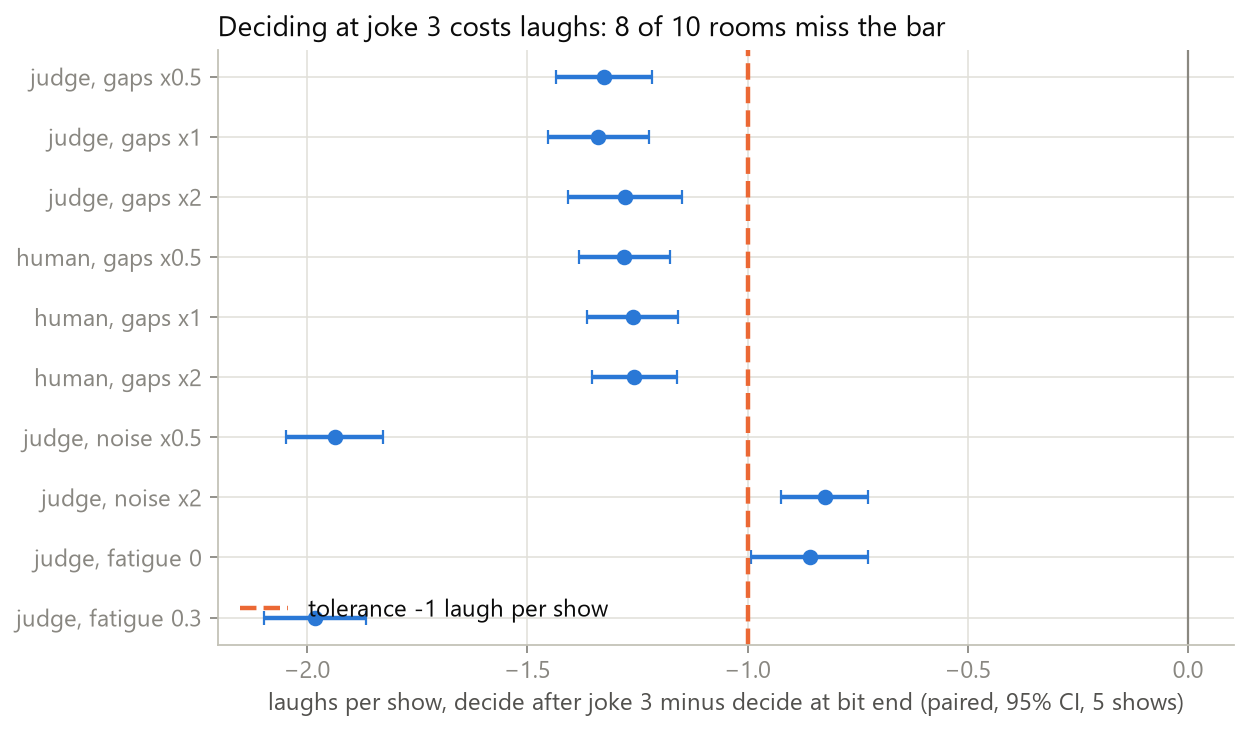 Deciding at joke 3 costs laughs: 8 of 10 rooms miss the bar
judge, gaps x0.5
judge, gaps x1
judge, gaps x2
human, gaps x0.5
human, gaps x1
human, gaps x2
judge, noise x0.5
judge, noise x2
judge, fatigue 0
judge, fatigue 0.3
tolerance -1 laugh per show
−2.0 −1.5 −1.0 −0.5 0.0
laughs per show, decide after joke 3 minus decide at bit end (paired, 95% CI, 5 shows)